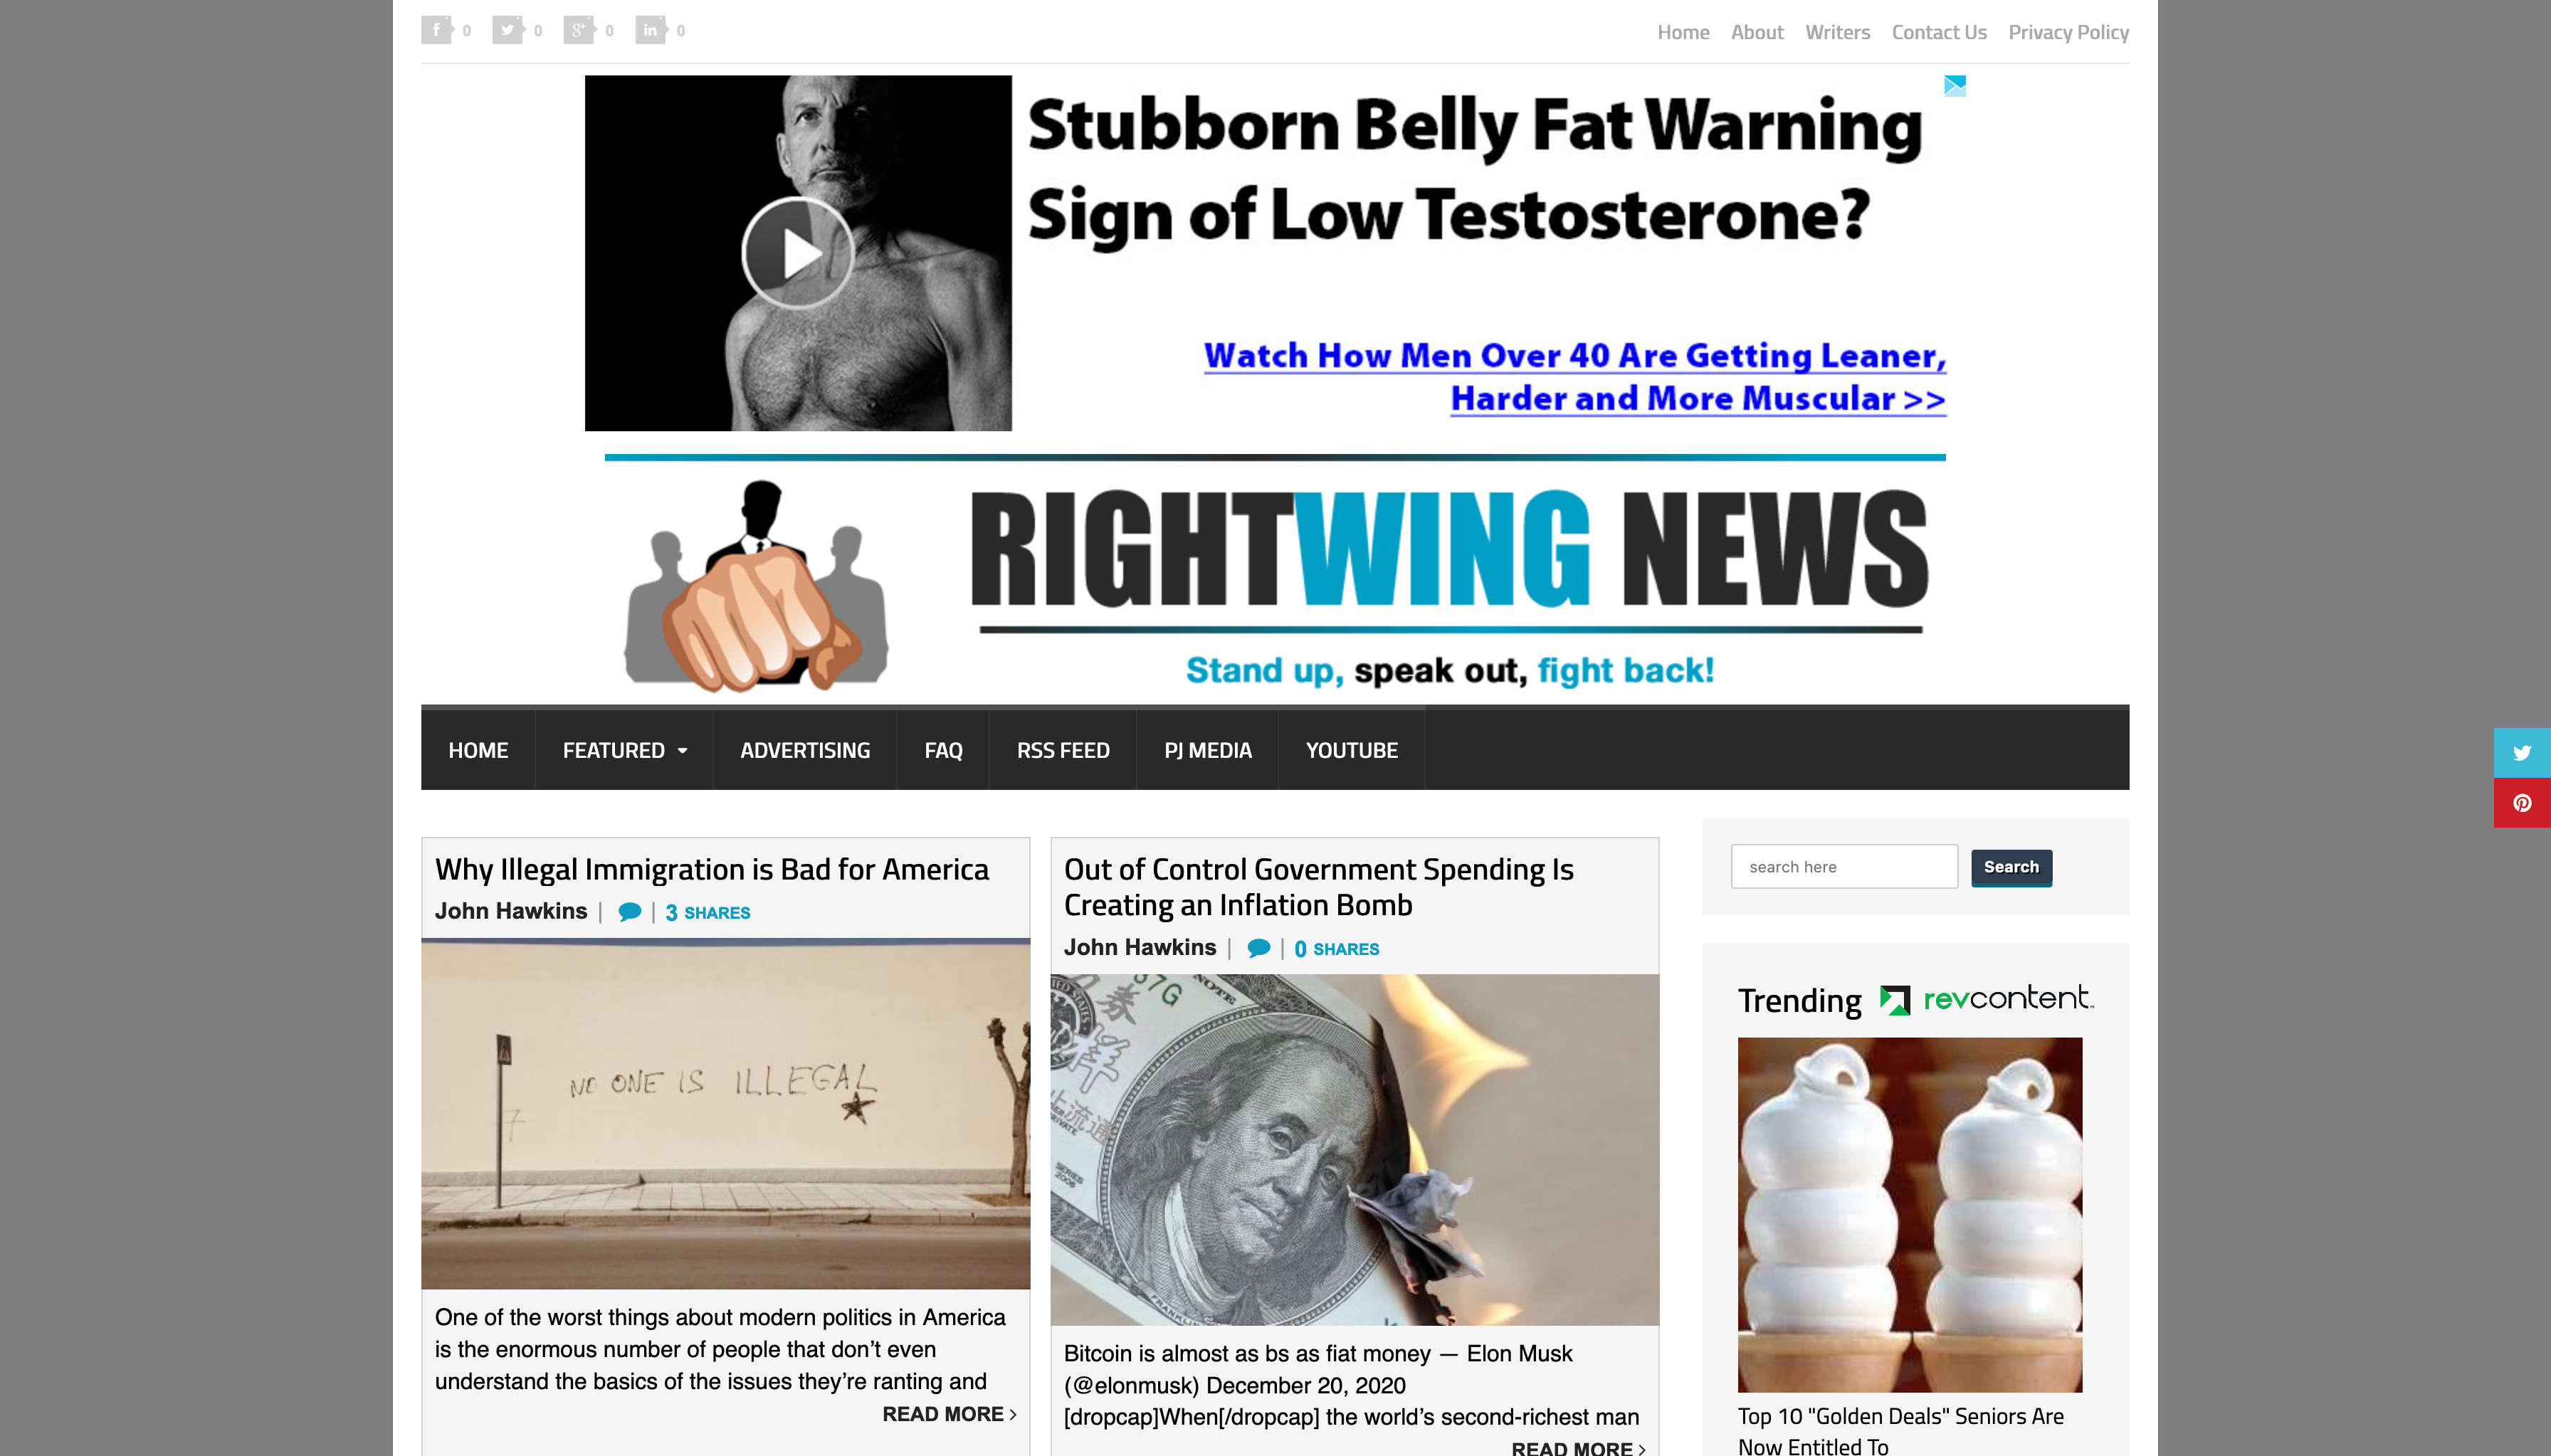 0 0 0 0
Home About Writers Contact Us Privacy Policy
Stubborn Belly Fat Warning
Sign of Low Testosterone?
Watch How Men Over 40 Are Getting Leaner,
Harder and More Muscular >>
RIGHTWING NEWS
Stand up, speak out, fight back!
HOME FEATURED ADVERTISING FAQ RSS FEED PJ MEDIA YOUTUBE
Why Illegal Immigration is Bad for America
John Hawkins | | 3 SHARES
NO ONE IS ILLEGAL
One of the worst things about modern politics in America
is the enormous number of people that don’t even
understand the basics of the issues they’re ranting and
READ MORE >
Out of Control Government Spending Is
Creating an Inflation Bomb
John Hawkins | | 0 SHARES
37G
NOTE
SERIES
2006
Bitcoin is almost as bs as fiat money — Elon Musk
(@elonmusk) December 20, 2020
[dropcap]When[/dropcap] the world’s second-richest man
READ MORE >
search here Search
Trending revcontent
Top 10 "Golden Deals" Seniors Are
Now Entitled To